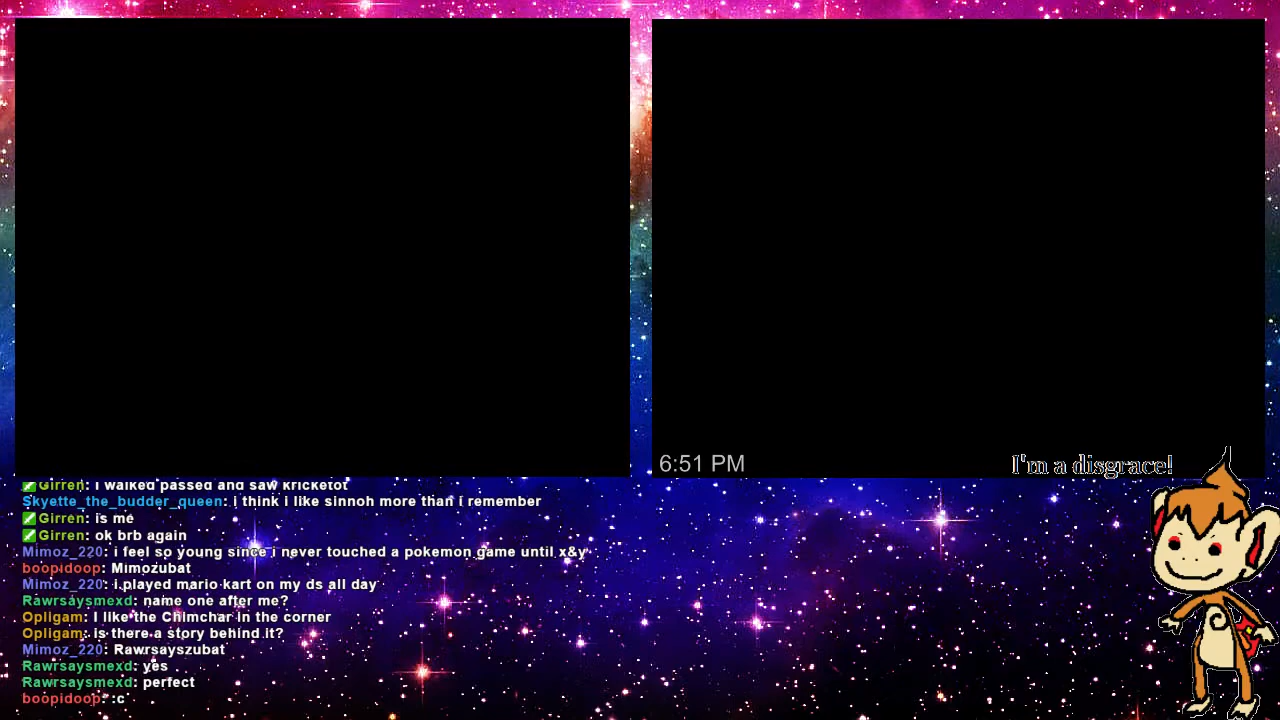 6:51 PM
I'm a disgrace!
Girren: i walked passed and saw kricketot
Skyette_the_budder_queen: i think i like sinnoh more than i remember
Girren: is me
Girren: ok brb again
Mimoz_220: i feel so young since i never touched a pokemon game until x&y
boopidoop: Mimozubat
Mimoz_220: i played mario kart on my ds all day
Rawrsaysmexd: name one after me?
Opligam: I like the Chimchar in the corner
Opligam: is there a story behind it?
Mimoz_220: Rawrsayszubat
Rawrsaysmexd: yes
Rawrsaysmexd: perfect
boopidoop: :c